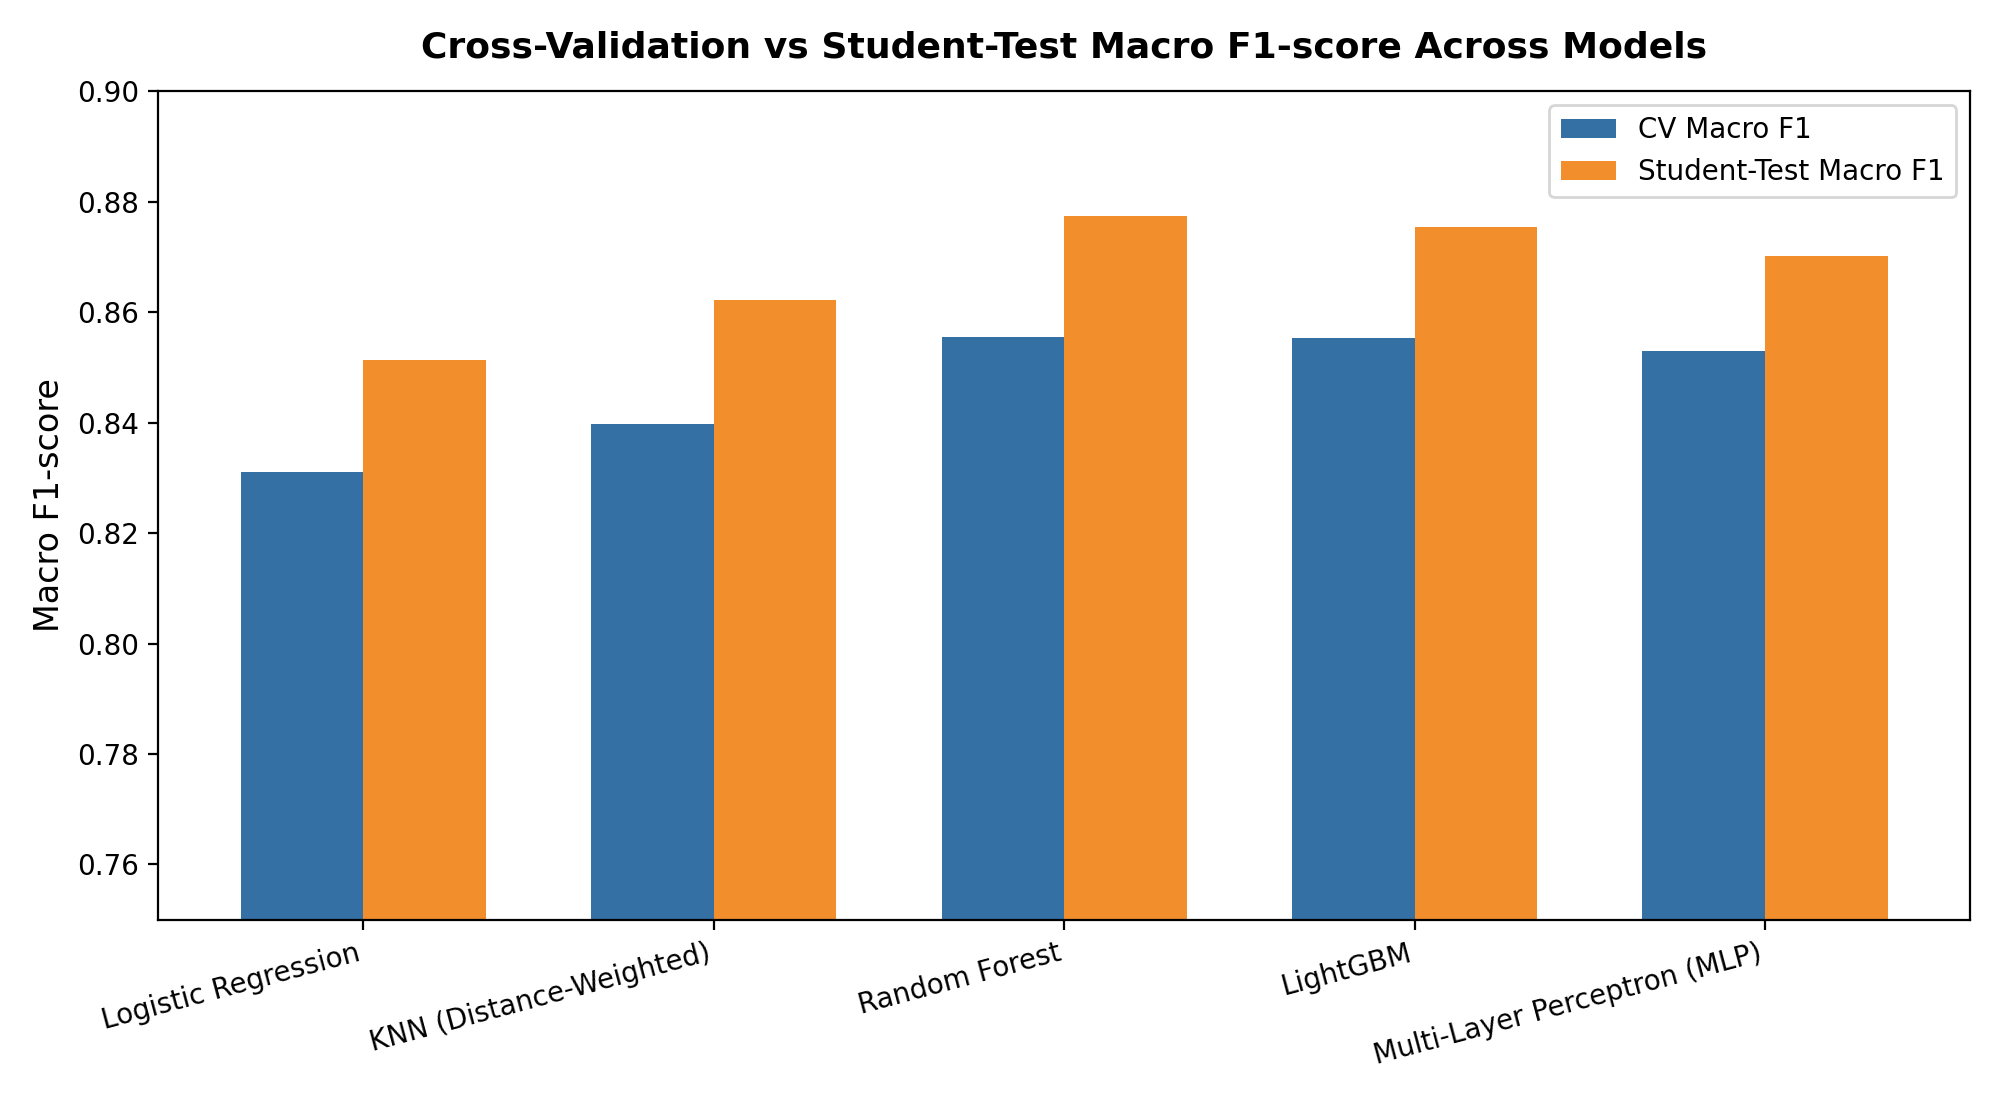 Cross-Validation vs Student-Test Macro F1-score Across Models
0.90
0.88
0.86
0.84
0.82
0.80
0.78
0.76
Macro F1-score
CV Macro F1
Student-Test Macro F1
Logistic Regression
KNN (Distance-Weighted)
Random Forest
LightGBM
Multi-Layer Perceptron (MLP)